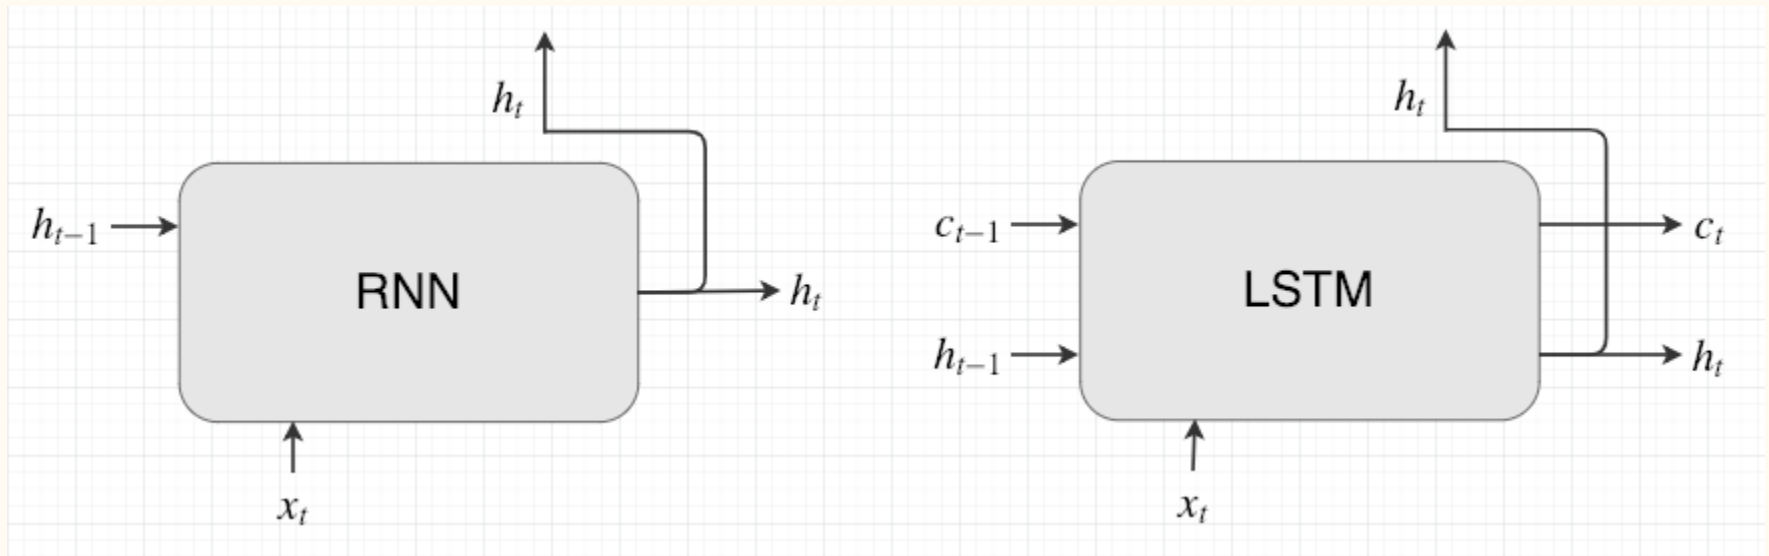 h_t
h_{t-1}
RNN
h_t
x_t
h_t
c_{t-1}
c_t
LSTM
h_{t-1}
h_t
x_t